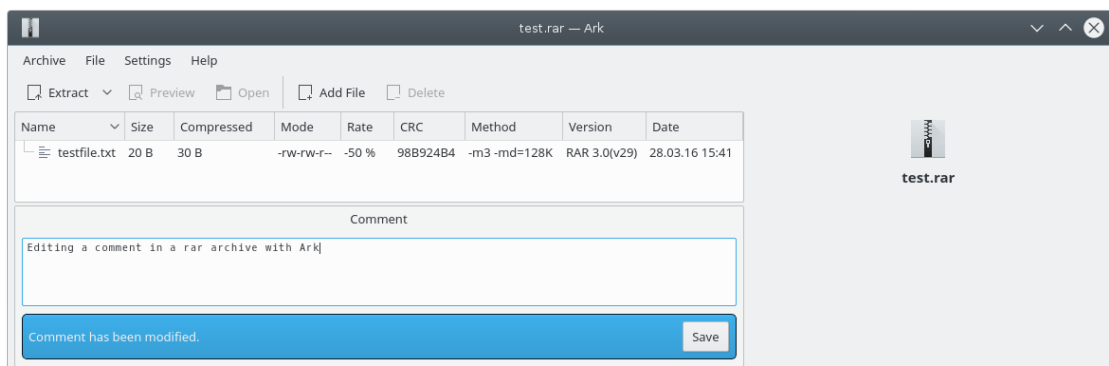 test.rar — Ark
Archive File Settings Help
Extract Preview Open Add File Delete
Name Size Compressed Mode Rate CRC Method Version Date
testfile.txt 20 B 30 B -rw-rw-r-- -50 % 98B924B4 -m3 -md=128K RAR 3.0(v29) 28.03.16 15:41
test.rar
Comment
Editing a comment in a rar archive with Ark
Comment has been modified. Save